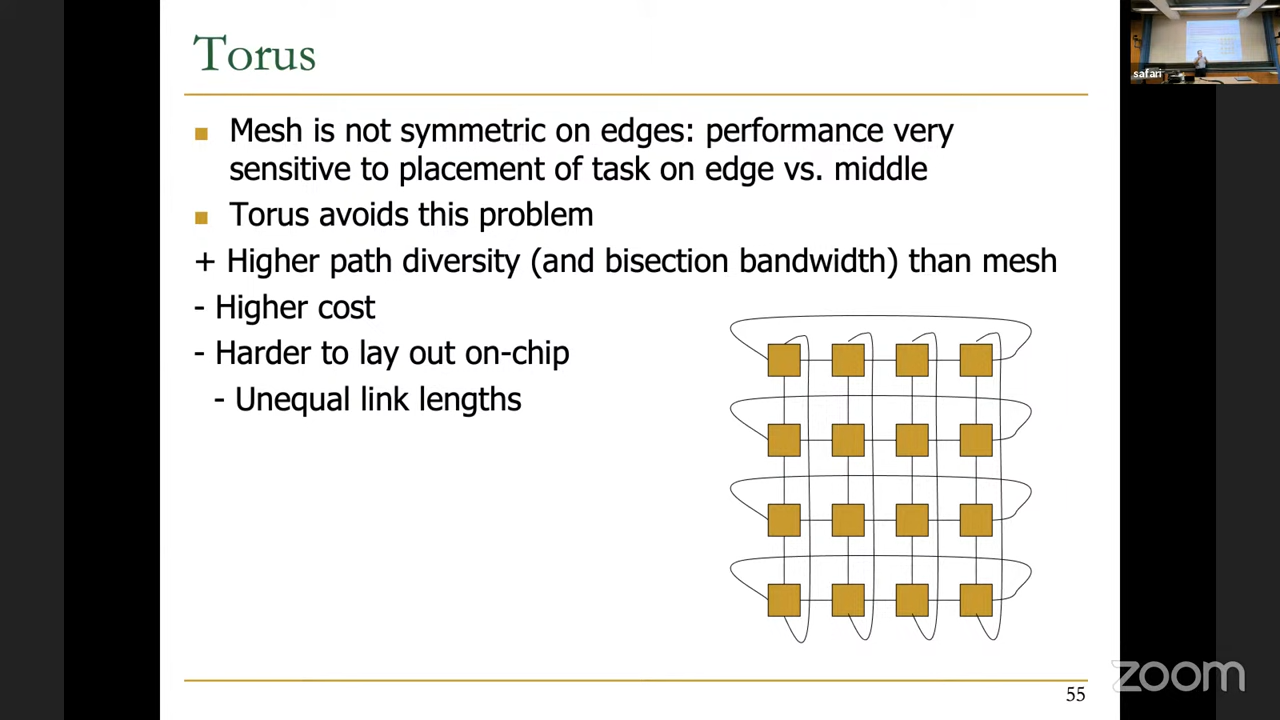 Torus
Mesh is not symmetric on edges: performance very
sensitive to placement of task on edge vs. middle
Torus avoids this problem
+ Higher path diversity (and bisection bandwidth) than mesh
- Higher cost
- Harder to lay out on-chip
- Unequal link lengths
55
safari
zoom